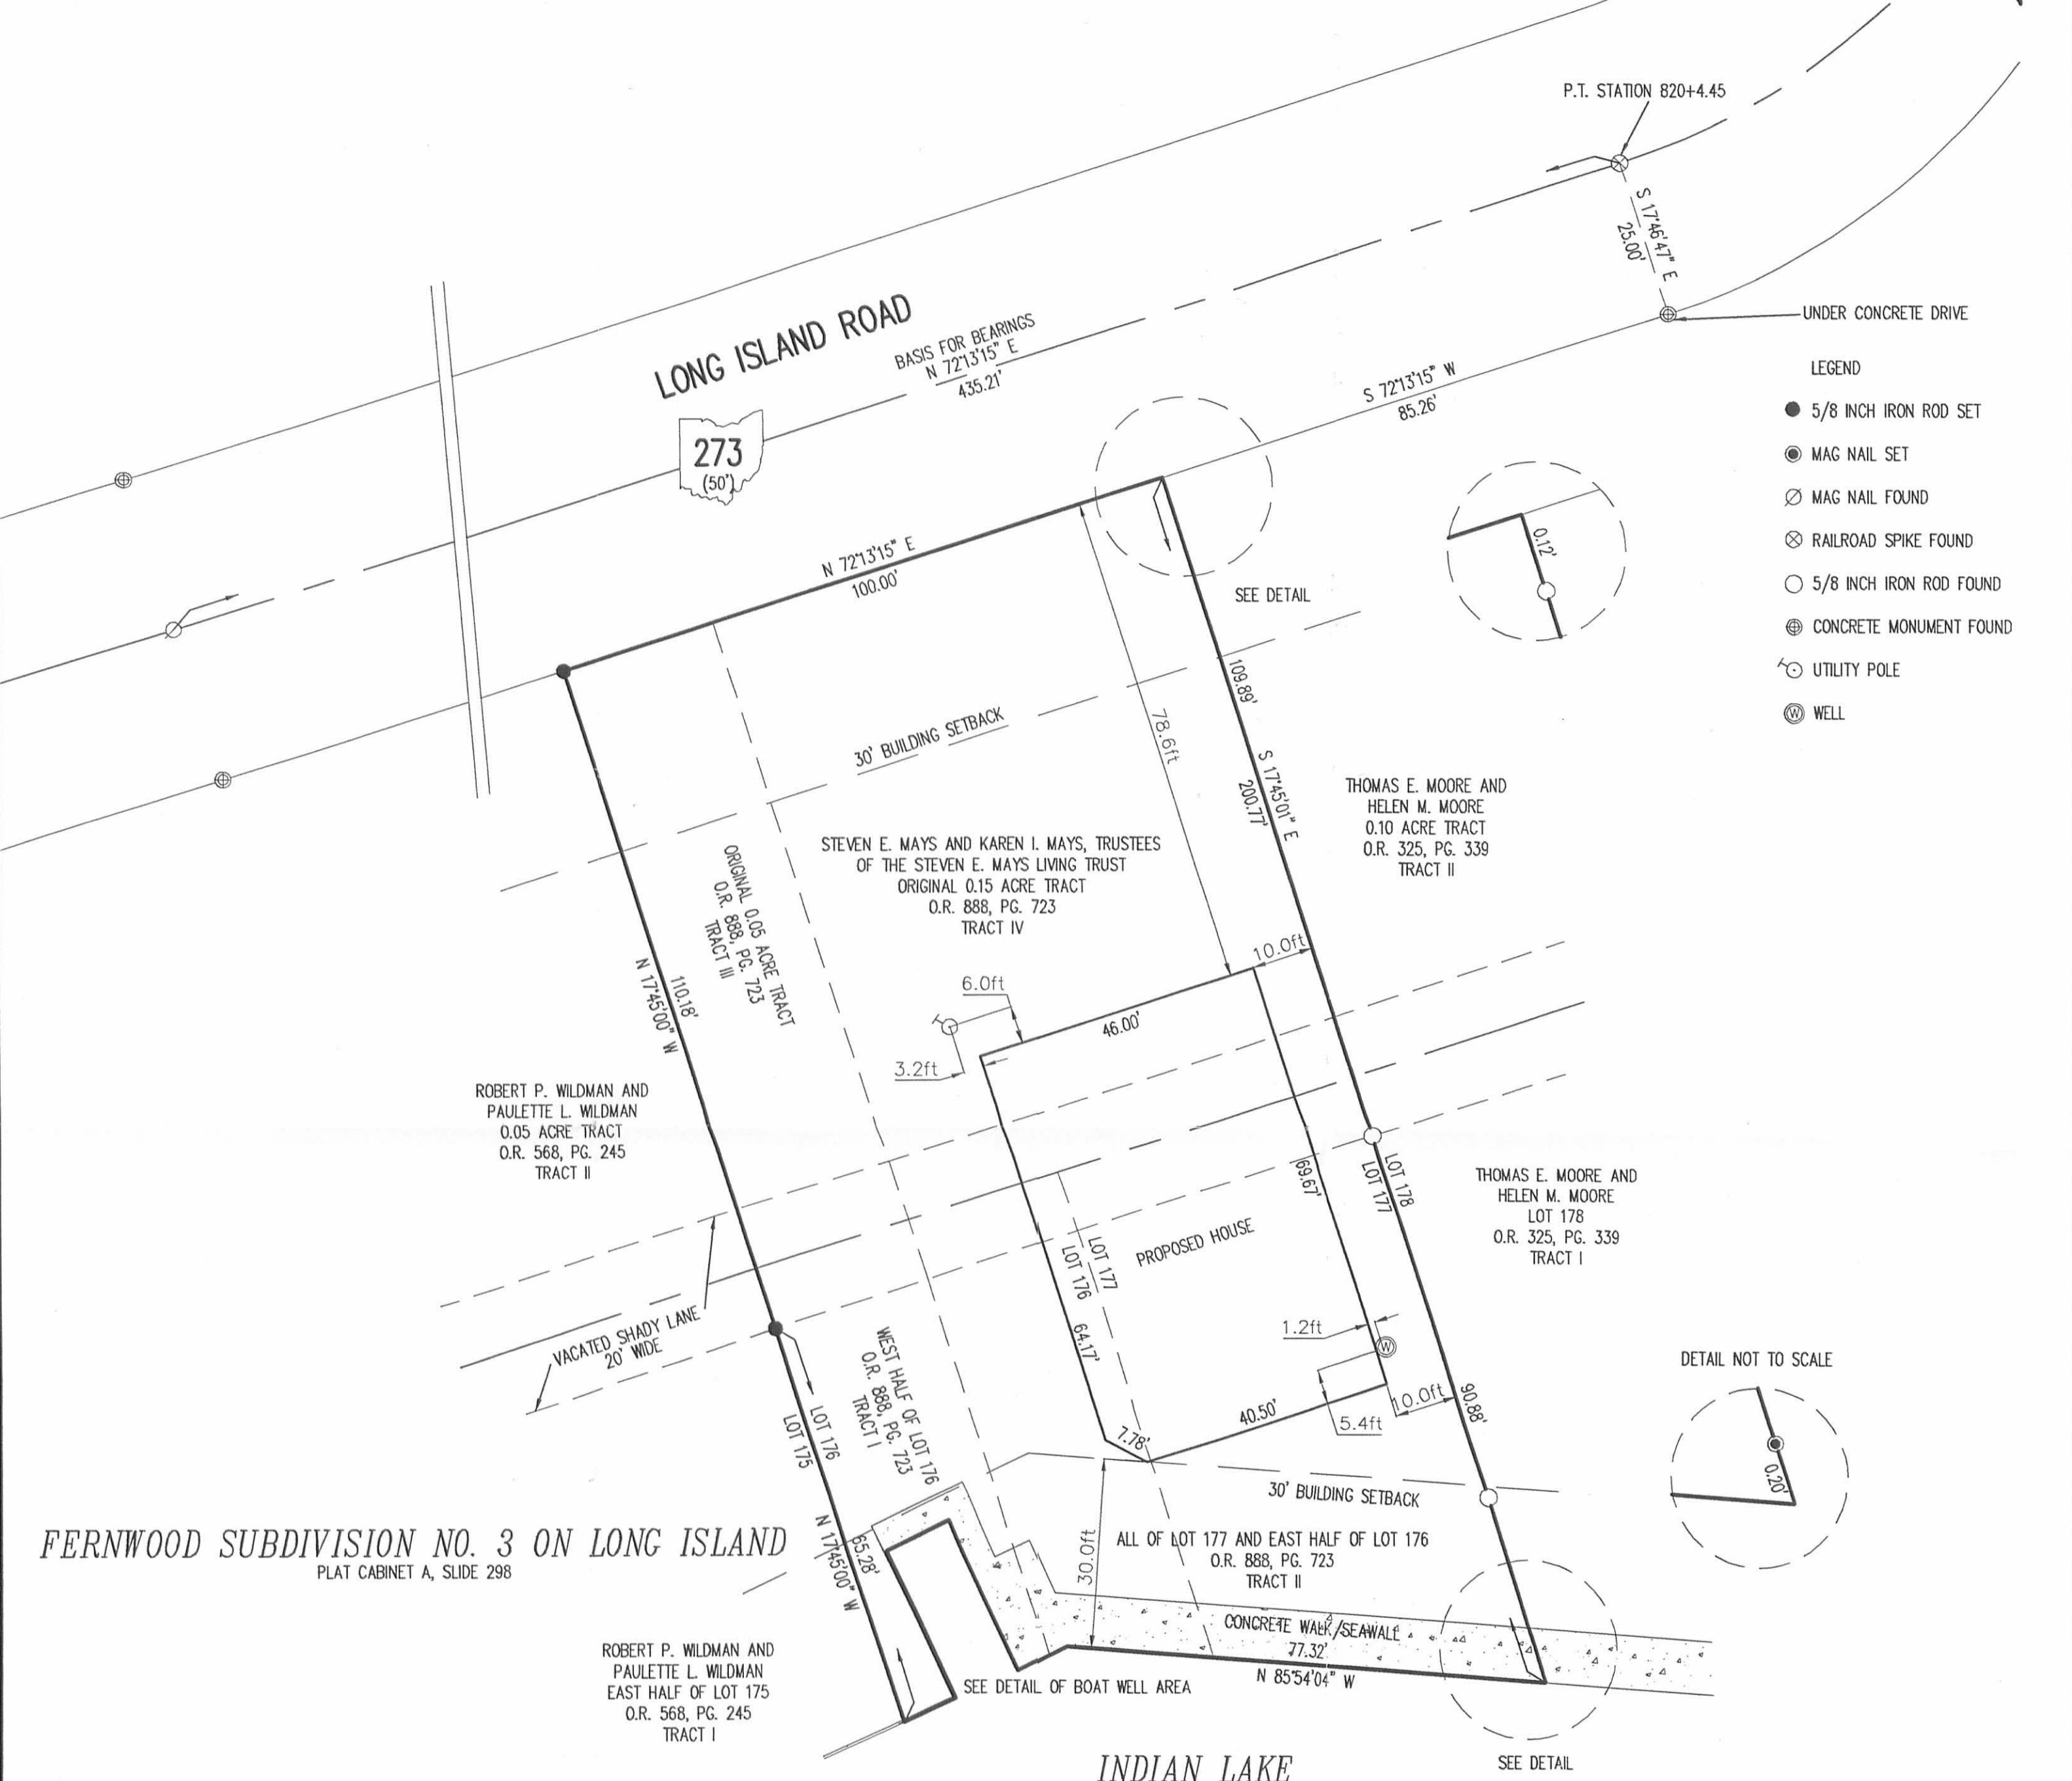 P.T. STATION 820+4.45
S 17°46'47" E
25.00'
UNDER CONCRETE DRIVE
LONG ISLAND ROAD
BASIS FOR BEARINGS
N 72°13'15" E
435.21'
273
(50')
S 72°13'15" W
85.26'
LEGEND
5/8 INCH IRON ROD SET
MAG NAIL SET
MAG NAIL FOUND
RAILROAD SPIKE FOUND
5/8 INCH IRON ROD FOUND
CONCRETE MONUMENT FOUND
UTILITY POLE
W WELL
N 72°13'15" E
100.00'
SEE DETAIL
0.12'
30' BUILDING SETBACK
78.6ft
109.89'
S 17°45'01" E
200.77'
THOMAS E. MOORE AND
HELEN M. MOORE
0.10 ACRE TRACT
O.R. 325, PG. 339
TRACT II
STEVEN E. MAYS AND KAREN I. MAYS, TRUSTEES
OF THE STEVEN E. MAYS LIVING TRUST
ORIGINAL 0.15 ACRE TRACT
O.R. 888, PG. 723
TRACT IV
ORIGINAL 0.05 ACRE TRACT
O.R. 888, PG. 723
TRACT III
110.18'
N 17°45'00" W
10.0ft
6.0ft
46.00'
3.2ft
ROBERT P. WILDMAN AND
PAULETTE L. WILDMAN
0.05 ACRE TRACT
O.R. 568, PG. 245
TRACT II
69.67'
LOT 178
LOT 177
THOMAS E. MOORE AND
HELEN M. MOORE
LOT 178
O.R. 325, PG. 339
TRACT I
PROPOSED HOUSE
LOT 177
LOT 176
64.17'
VACATED SHADY LANE
20' WIDE
1.2ft
W
DETAIL NOT TO SCALE
0.20'
LOT 176
LOT 175
WEST HALF OF LOT 176
O.R. 888, PG. 723
TRACT I
7.78'
40.50'
5.4ft
10.0ft
90.88'
30' BUILDING SETBACK
FERNWOOD SUBDIVISION NO. 3 ON LONG ISLAND
PLAT CABINET A, SLIDE 298
65.28'
N 17°45'00" W
30.0ft
ALL OF LOT 177 AND EAST HALF OF LOT 176
O.R. 888, PG. 723
TRACT II
CONCRETE WALK/SEAWALL
77.32'
N 85°54'04" W
ROBERT P. WILDMAN AND
PAULETTE L. WILDMAN
EAST HALF OF LOT 175
O.R. 568, PG. 245
TRACT I
SEE DETAIL OF BOAT WELL AREA
SEE DETAIL
INDIAN LAKE